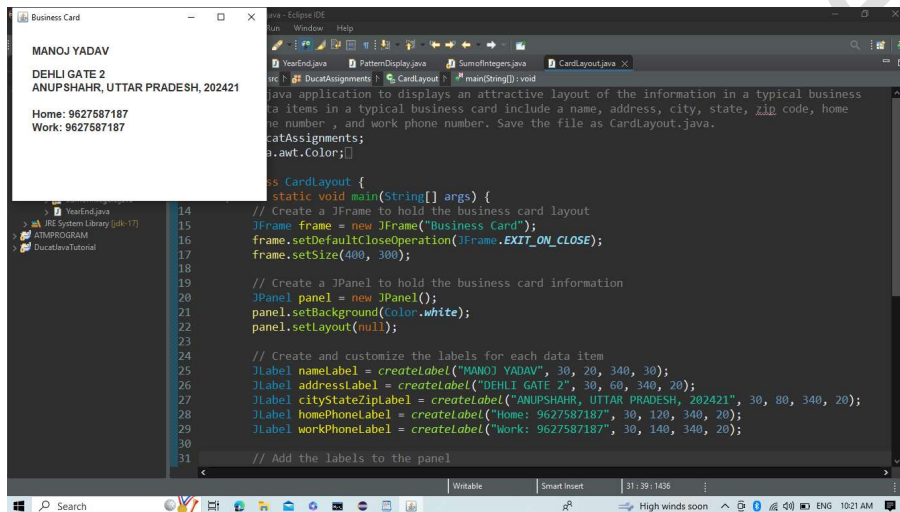 Business Card
MANOJ YADAV
DEHLI GATE 2
ANUPSHAHR, UTTAR PRADESH, 202421
Home: 9627587187
Work: 9627587187
.java - Eclipse IDE
Run Window Help
YearEnd.java PatternDisplay.java SumofIntegers.java CardLayout.java
src DucatAssignments CardLayout main(String[]) : void
java application to displays an attractive layout of the information in a typical business
ta items in a typical business card include a name, address, city, state, zip code, home
ne number , and work phone number. Save the file as CardLayout.java.
catAssignments;
a.awt.Color;
ss CardLayout {
static void main(String[] args) {
YearEnd.java
JRE System Library [jdk-17]
ATMPROGRAM
DucatJavaTutorial
14 // Create a JFrame to hold the business card layout
15 JFrame frame = new JFrame("Business Card");
16 frame.setDefaultCloseOperation(JFrame.EXIT_ON_CLOSE);
17 frame.setSize(400, 300);
18
19 // Create a JPanel to hold the business card information
20 JPanel panel = new JPanel();
21 panel.setBackground(Color.white);
22 panel.setLayout(null);
23
24 // Create and customize the labels for each data item
25 JLabel nameLabel = createLabel("MANOJ YADAV", 30, 20, 340, 30);
26 JLabel addressLabel = createLabel("DEHLI GATE 2", 30, 60, 340, 20);
27 JLabel cityStateZipLabel = createLabel("ANUPSHAHR, UTTAR PRADESH, 202421", 30, 80, 340, 20);
28 JLabel homePhoneLabel = createLabel("Home: 9627587187", 30, 120, 340, 20);
29 JLabel workPhoneLabel = createLabel("Work: 9627587187", 30, 140, 340, 20);
30
31 // Add the labels to the panel
Writable Smart Insert 31 : 39 : 1436
Search High winds soon ENG 10:21 AM